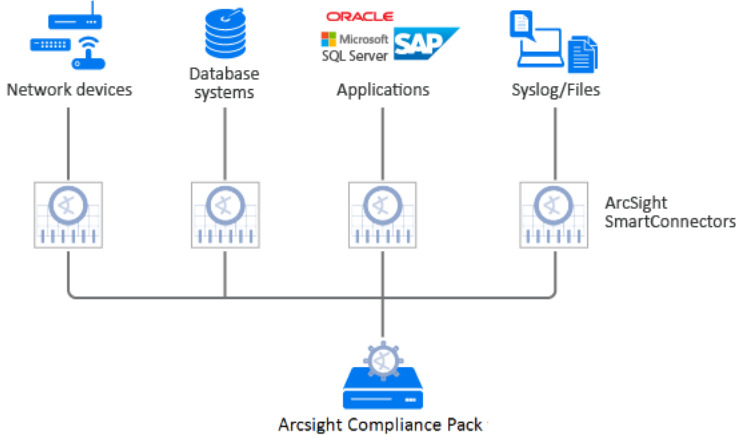 ORACLE
Microsoft
SQL Server
SAP
Network devices
Database
systems
Applications
Syslog/Files
ArcSight
SmartConnectors
Arcsight Compliance Pack